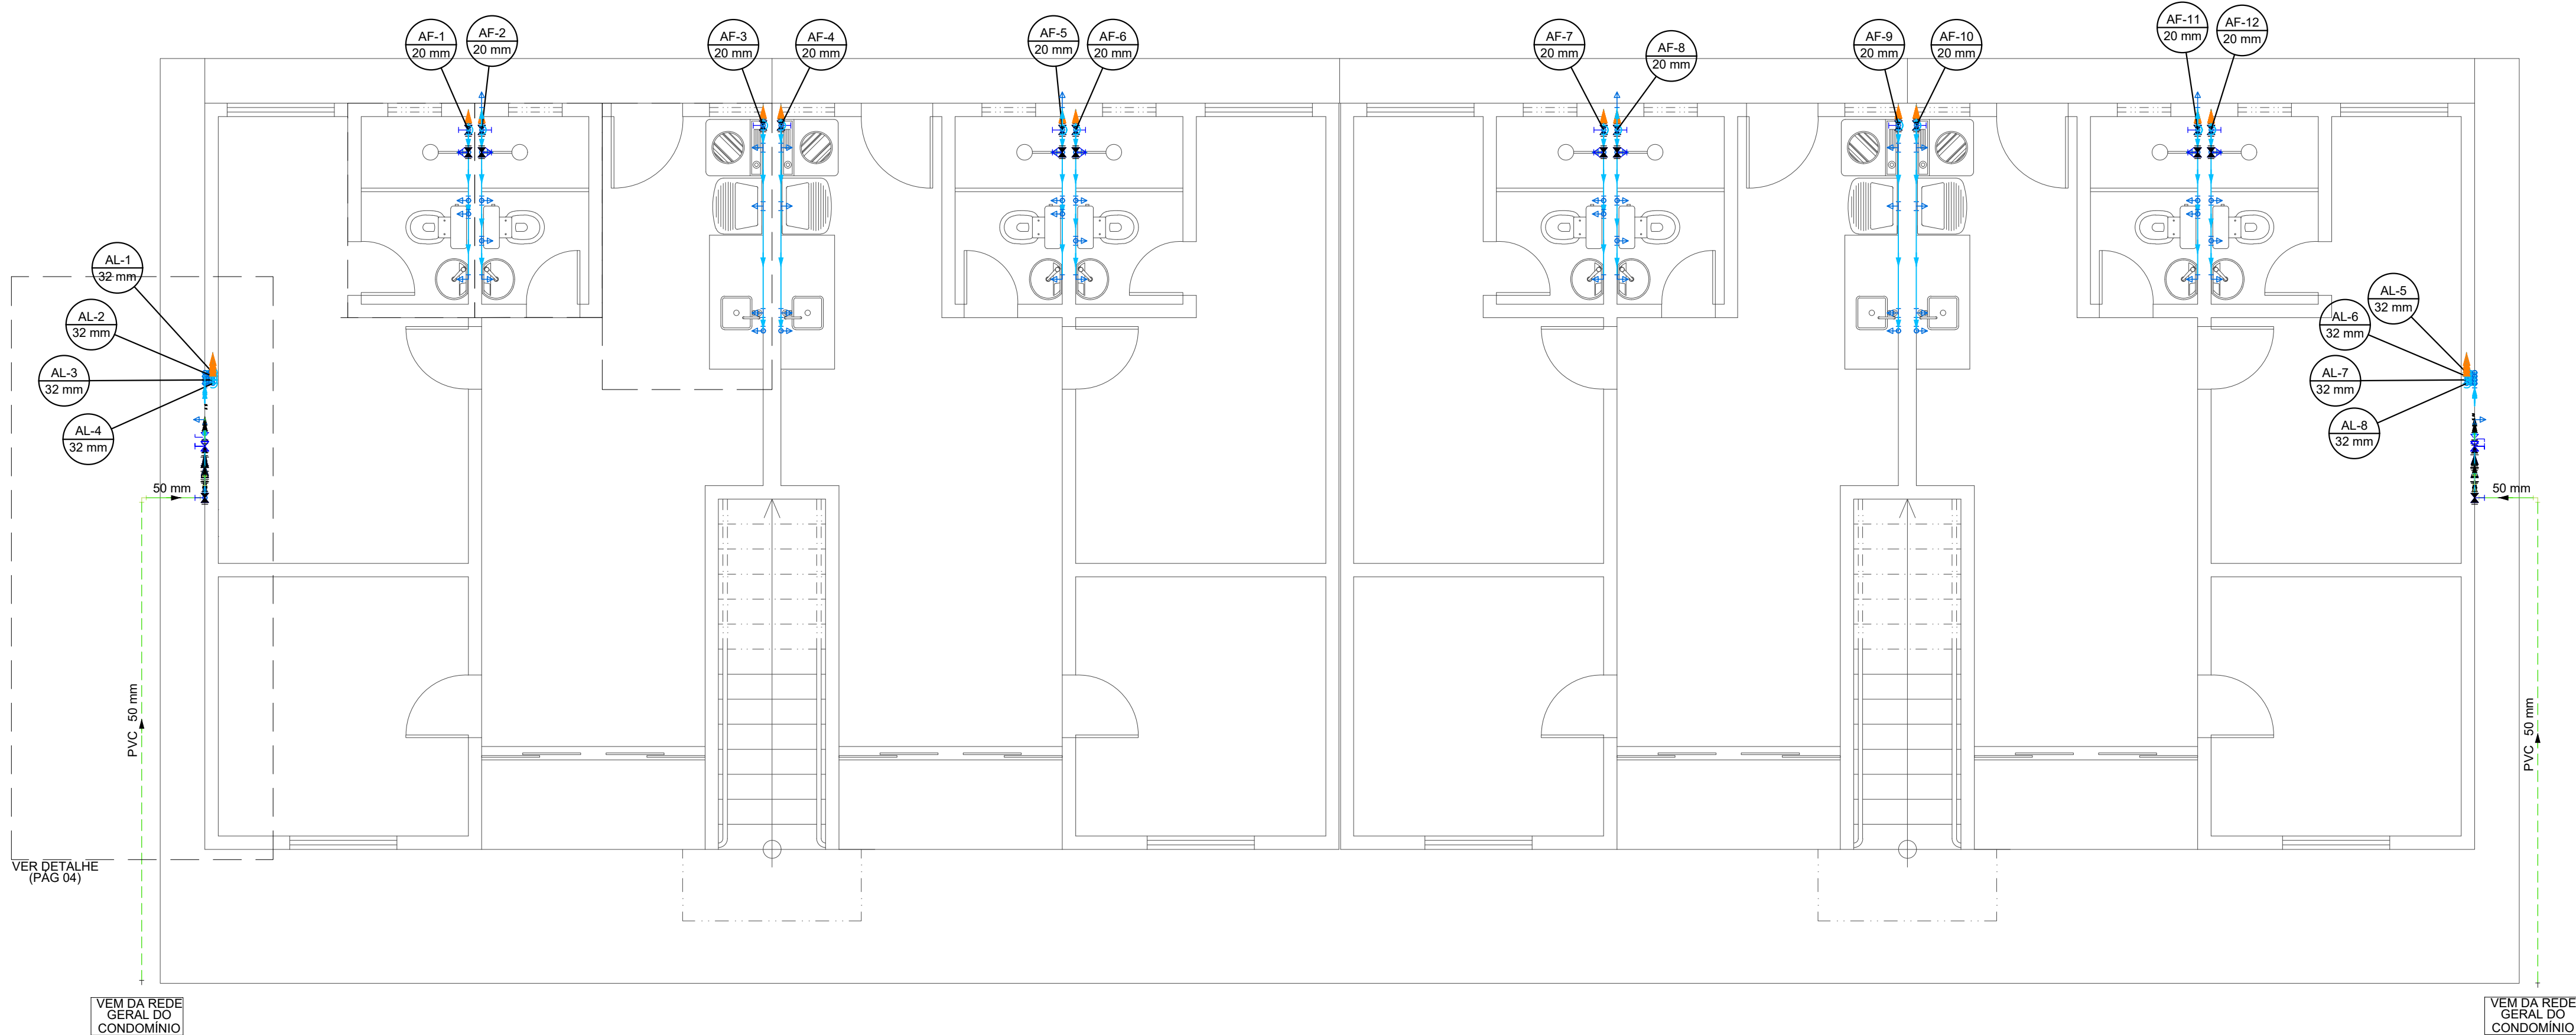 AF-1
20 mm
AF-2
20 mm
AF-3
20 mm
AF-4
20 mm
AF-5
20 mm
AF-6
20 mm
AF-7
20 mm
AF-8
20 mm
AF-9
20 mm
AF-10
20 mm
AF-11
20 mm
AF-12
20 mm
AL-1
32 mm
AL-2
32 mm
AL-3
32 mm
AL-4
32 mm
AL-5
32 mm
AL-6
32 mm
AL-7
32 mm
AL-8
32 mm
50 mm
50 mm
PVC 50 mm
PVC 50 mm
VER DETALHE
(PÁG 04)
VEM DA REDE
GERAL DO
CONDOMÍNIO
VEM DA REDE
GERAL DO
CONDOMÍNIO